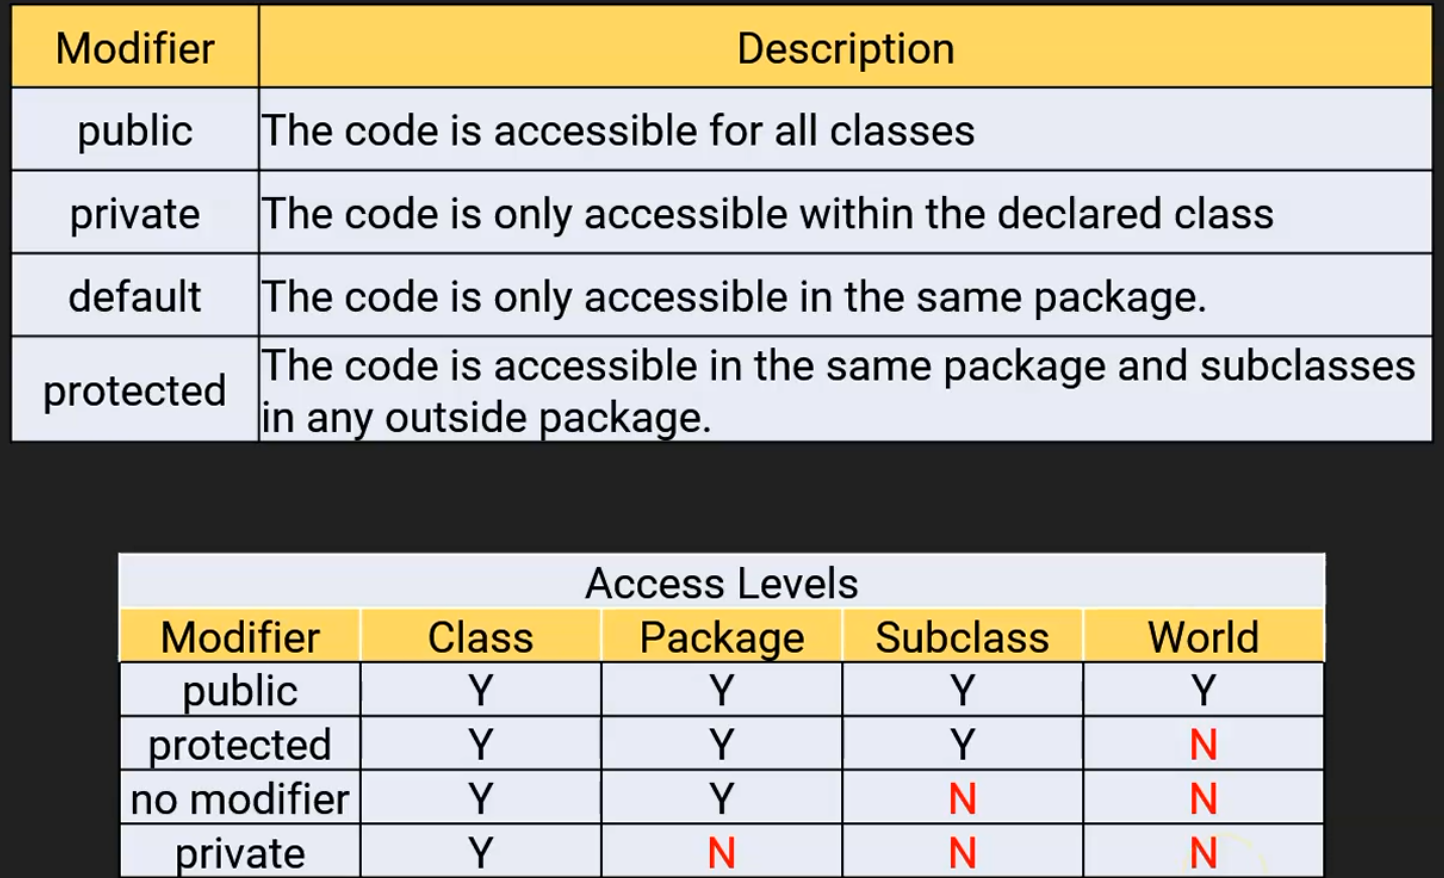 Modifier Description
public The code is accessible for all classes
private The code is only accessible within the declared class
default The code is only accessible in the same package.
protected The code is accessible in the same package and subclasses
in any outside package.
Access Levels
Modifier Class Package Subclass World
public Y Y Y Y
protected Y Y Y N
no modifier Y Y N N
private Y N N N